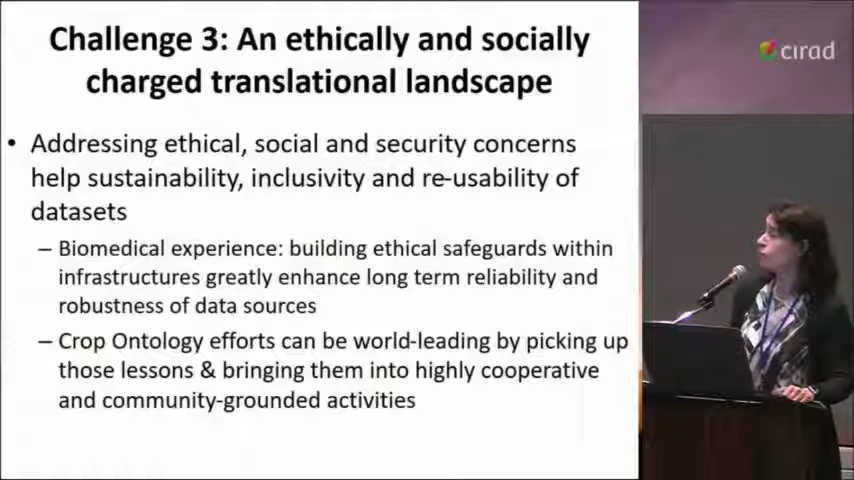 Challenge 3: An ethically and socially
charged translational landscape
• Addressing ethical, social and security concerns
help sustainability, inclusivity and re-usability of
datasets
– Biomedical experience: building ethical safeguards within
infrastructures greatly enhance long term reliability and
robustness of data sources
– Crop Ontology efforts can be world-leading by picking up
those lessons & bringing them into highly cooperative
and community-grounded activities
cirad